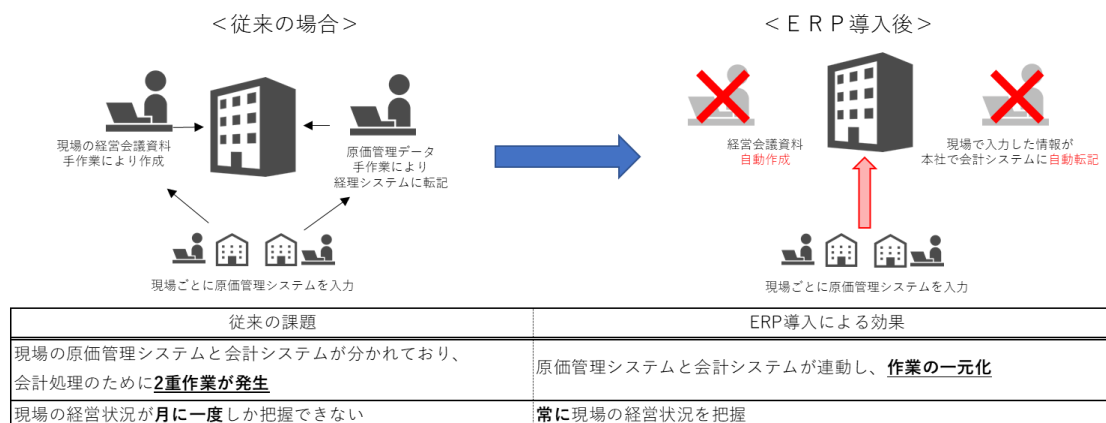 ＜従来の場合＞
現場の経営会議資料
手作業により作成
原価管理データ
手作業により
経理システムに転記
現場ごとに原価管理システムを入力
＜ＥＲＰ導入後＞
経営会議資料
自動作成
現場で入力した情報が
本社で会計システムに自動転記
現場ごとに原価管理システムを入力
従来の課題
ERP導入による効果
現場の原価管理システムと会計システムが分かれており、
会計処理のために2重作業が発生
原価管理システムと会計システムが連動し、作業の一元化
現場の経営状況が月に一度しか把握できない
常に現場の経営状況を把握